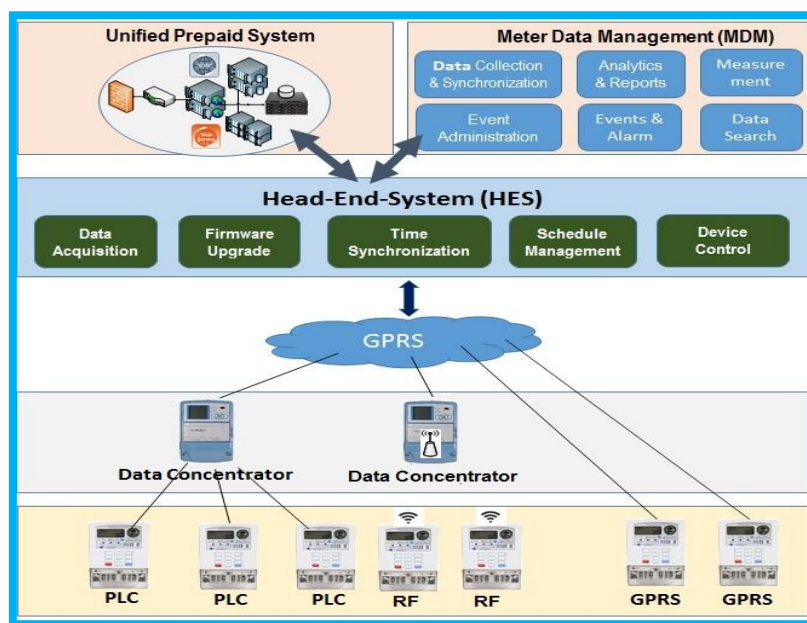 Unified Prepaid System
Meter Data Management (MDM)
Data Collection
& Synchronization
Analytics
& Reports
Measure
ment
Event
Administration
Events &
Alarm
Data
Search
Head-End-System (HES)
Data
Acquisition
Firmware
Upgrade
Time
Synchronization
Schedule
Management
Device
Control
GPRS
Data Concentrator
Data Concentrator
PLC
PLC
PLC
RF
RF
GPRS
GPRS